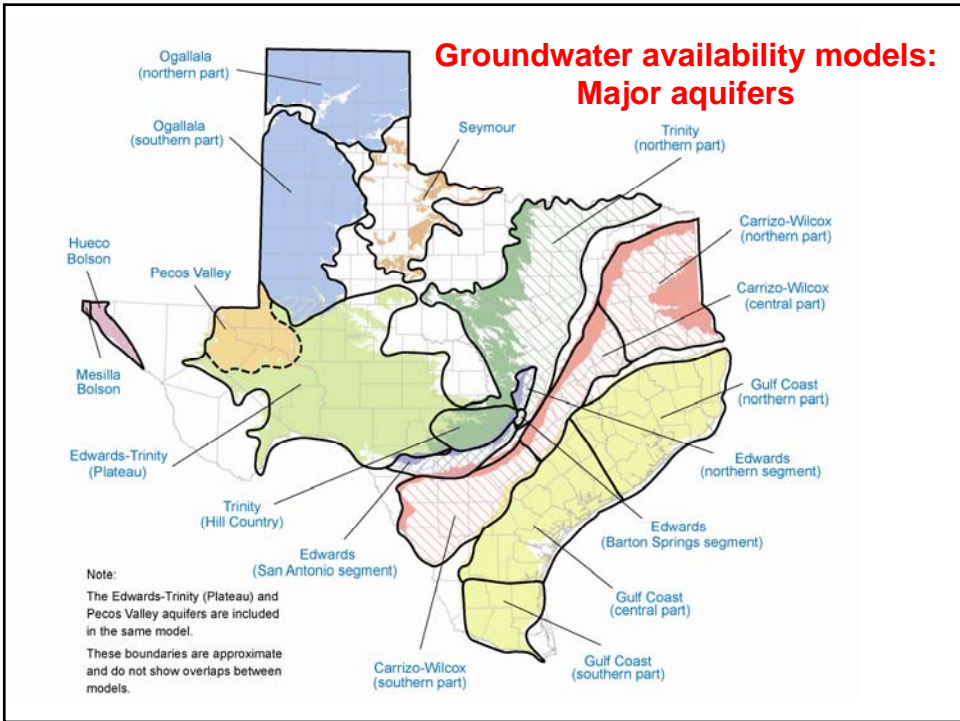 Groundwater availability models:
Major aquifers
Ogallala
(northern part)
Ogallala
(southern part)
Seymour
Trinity
(northern part)
Carrizo-Wilcox
(northern part)
Hueco
Bolson
Pecos Valley
Carrizo-Wilcox
(central part)
Mesilla
Bolson
Gulf Coast
(northern part)
Edwards-Trinity
(Plateau)
Edwards
(northern segment)
Trinity
(Hill Country)
Edwards
(Barton Springs segment)
Edwards
(San Antonio segment)
Gulf Coast
(central part)
Carrizo-Wilcox
(southern part)
Gulf Coast
(southern part)
Note:
The Edwards-Trinity (Plateau) and
Pecos Valley aquifers are included
in the same model.
These boundaries are approximate
and do not show overlaps between
models.